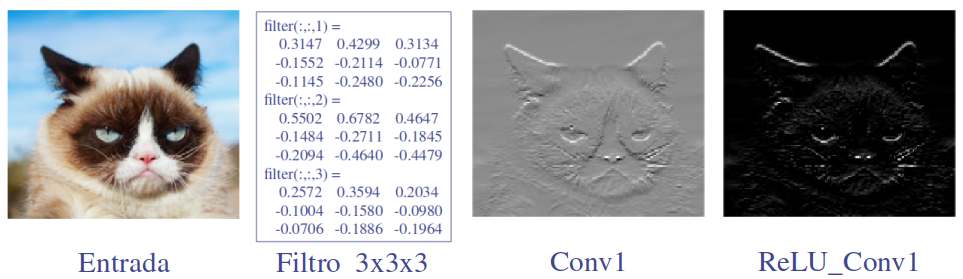 filter(:,:,1) =
0.3147 0.4299 0.3134
-0.1552 -0.2114 -0.0771
-0.1145 -0.2480 -0.2256
filter(:,:,2) =
0.5502 0.6782 0.4647
-0.1484 -0.2711 -0.1845
-0.2094 -0.4640 -0.4479
filter(:,:,3) =
0.2572 0.3594 0.2034
-0.1004 -0.1580 -0.0980
-0.0706 -0.1886 -0.1964
Entrada
Filtro 3x3x3
Conv1
ReLU_Conv1